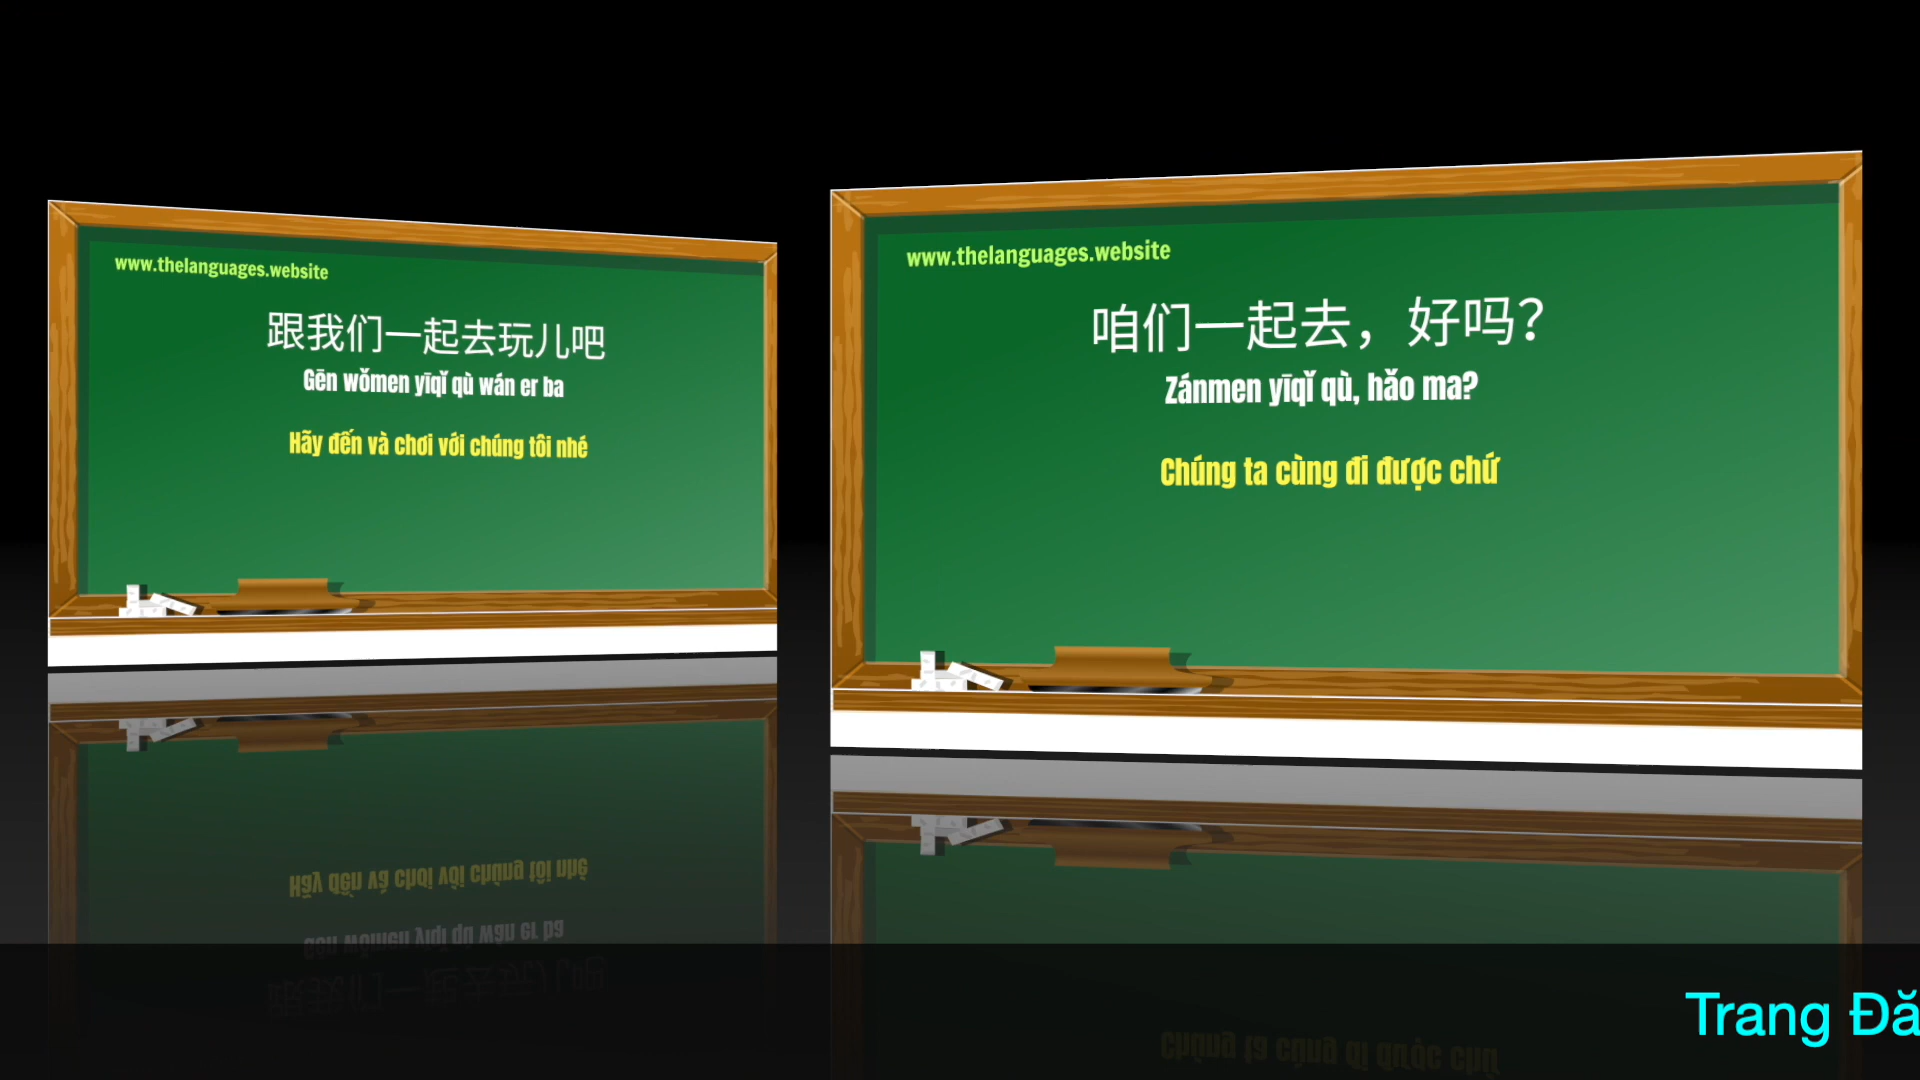 www.thelanguages.website
跟我们一起去玩儿吧
Gēn wǒmen yīqǐ qù wán er ba
Hãy đến và chơi với chúng tôi nhé
www.thelanguages.website
咱们一起去，好吗？
Zánmen yīqǐ qù, hǎo ma?
Chúng ta cùng đi được chứ
Trang Đă